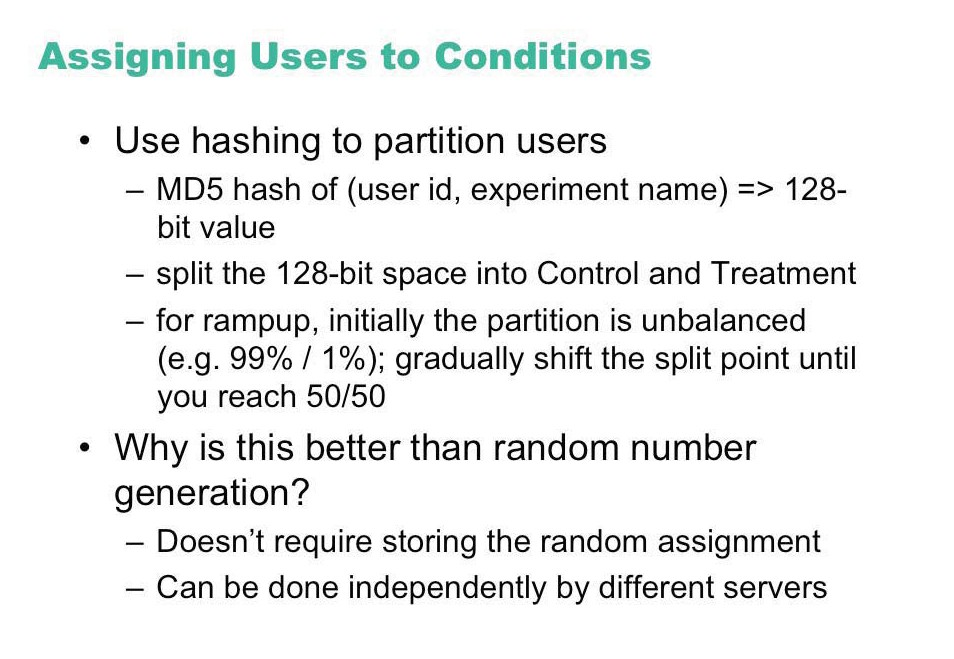 Assigning Users to Conditions
• Use hashing to partition users
– MD5 hash of (user id, experiment name) => 128-
bit value
– split the 128-bit space into Control and Treatment
– for rampup, initially the partition is unbalanced
(e.g. 99% / 1%); gradually shift the split point until
you reach 50/50
• Why is this better than random number
generation?
– Doesn’t require storing the random assignment
– Can be done independently by different servers